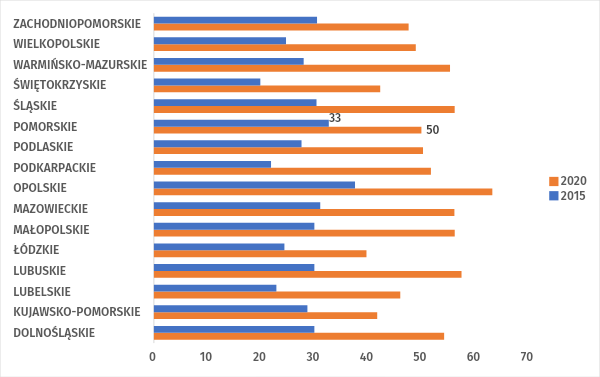 ZACHODNIOPOMORSKIE
WIELKOPOLSKIE
WARMIŃSKO-MAZURSKIE
ŚWIĘTOKRZYSKIE
ŚLĄSKIE
33
POMORSKIE
50
PODLASKIE
PODKARPACKIE
2020
OPOLSKIE
2015
MAZOWIECKIE
MAŁOPOLSKIE
ŁÓDZKIE
LUBUSKIE
LUBELSKIE
KUJAWSKO-POMORSKIE
DOLNOŚLĄSKIE
0 10 20 30 40 50 60 70